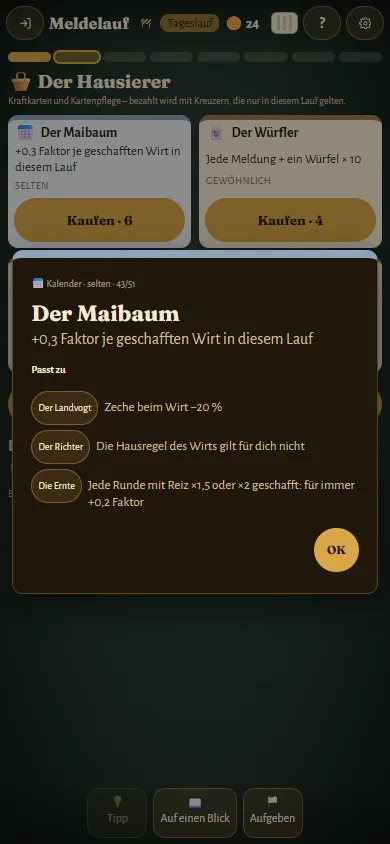 Meldelauf
Tageslauf
24
?
Der Hausierer
Kraftkarten und Kartenpflege – bezahlt wird mit Kreuzern, die nur in diesem Lauf gelten.
Der Maibaum
+0,3 Faktor je geschafften Wirt in
diesem Lauf
SELTEN
Kaufen · 6
Der Würfler
Jede Meldung + ein Würfel × 10
GEWÖHNLICH
Kaufen · 4
Kalender · selten · 43/51
Der Maibaum
+0,3 Faktor je geschafften Wirt in diesem Lauf
Passt zu
Der Landvogt
Zeche beim Wirt −20 %
Der Richter
Die Hausregel des Wirts gilt für dich nicht
Die Ernte
Jede Runde mit Reiz ×1,5 oder ×2 geschafft: für immer
+0,2 Faktor
OK
Tipp
Auf einen Blick
Aufgeben